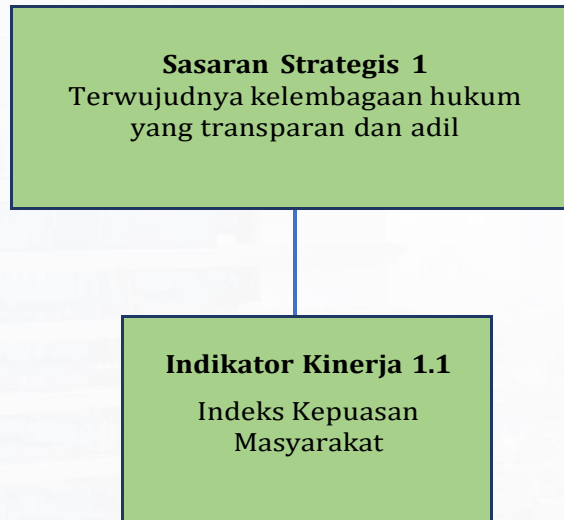 Sasaran Strategis 1
Terwujudnya kelembagaan hukum
yang transparan dan adil
Indikator Kinerja 1.1
Indeks Kepuasan
Masyarakat